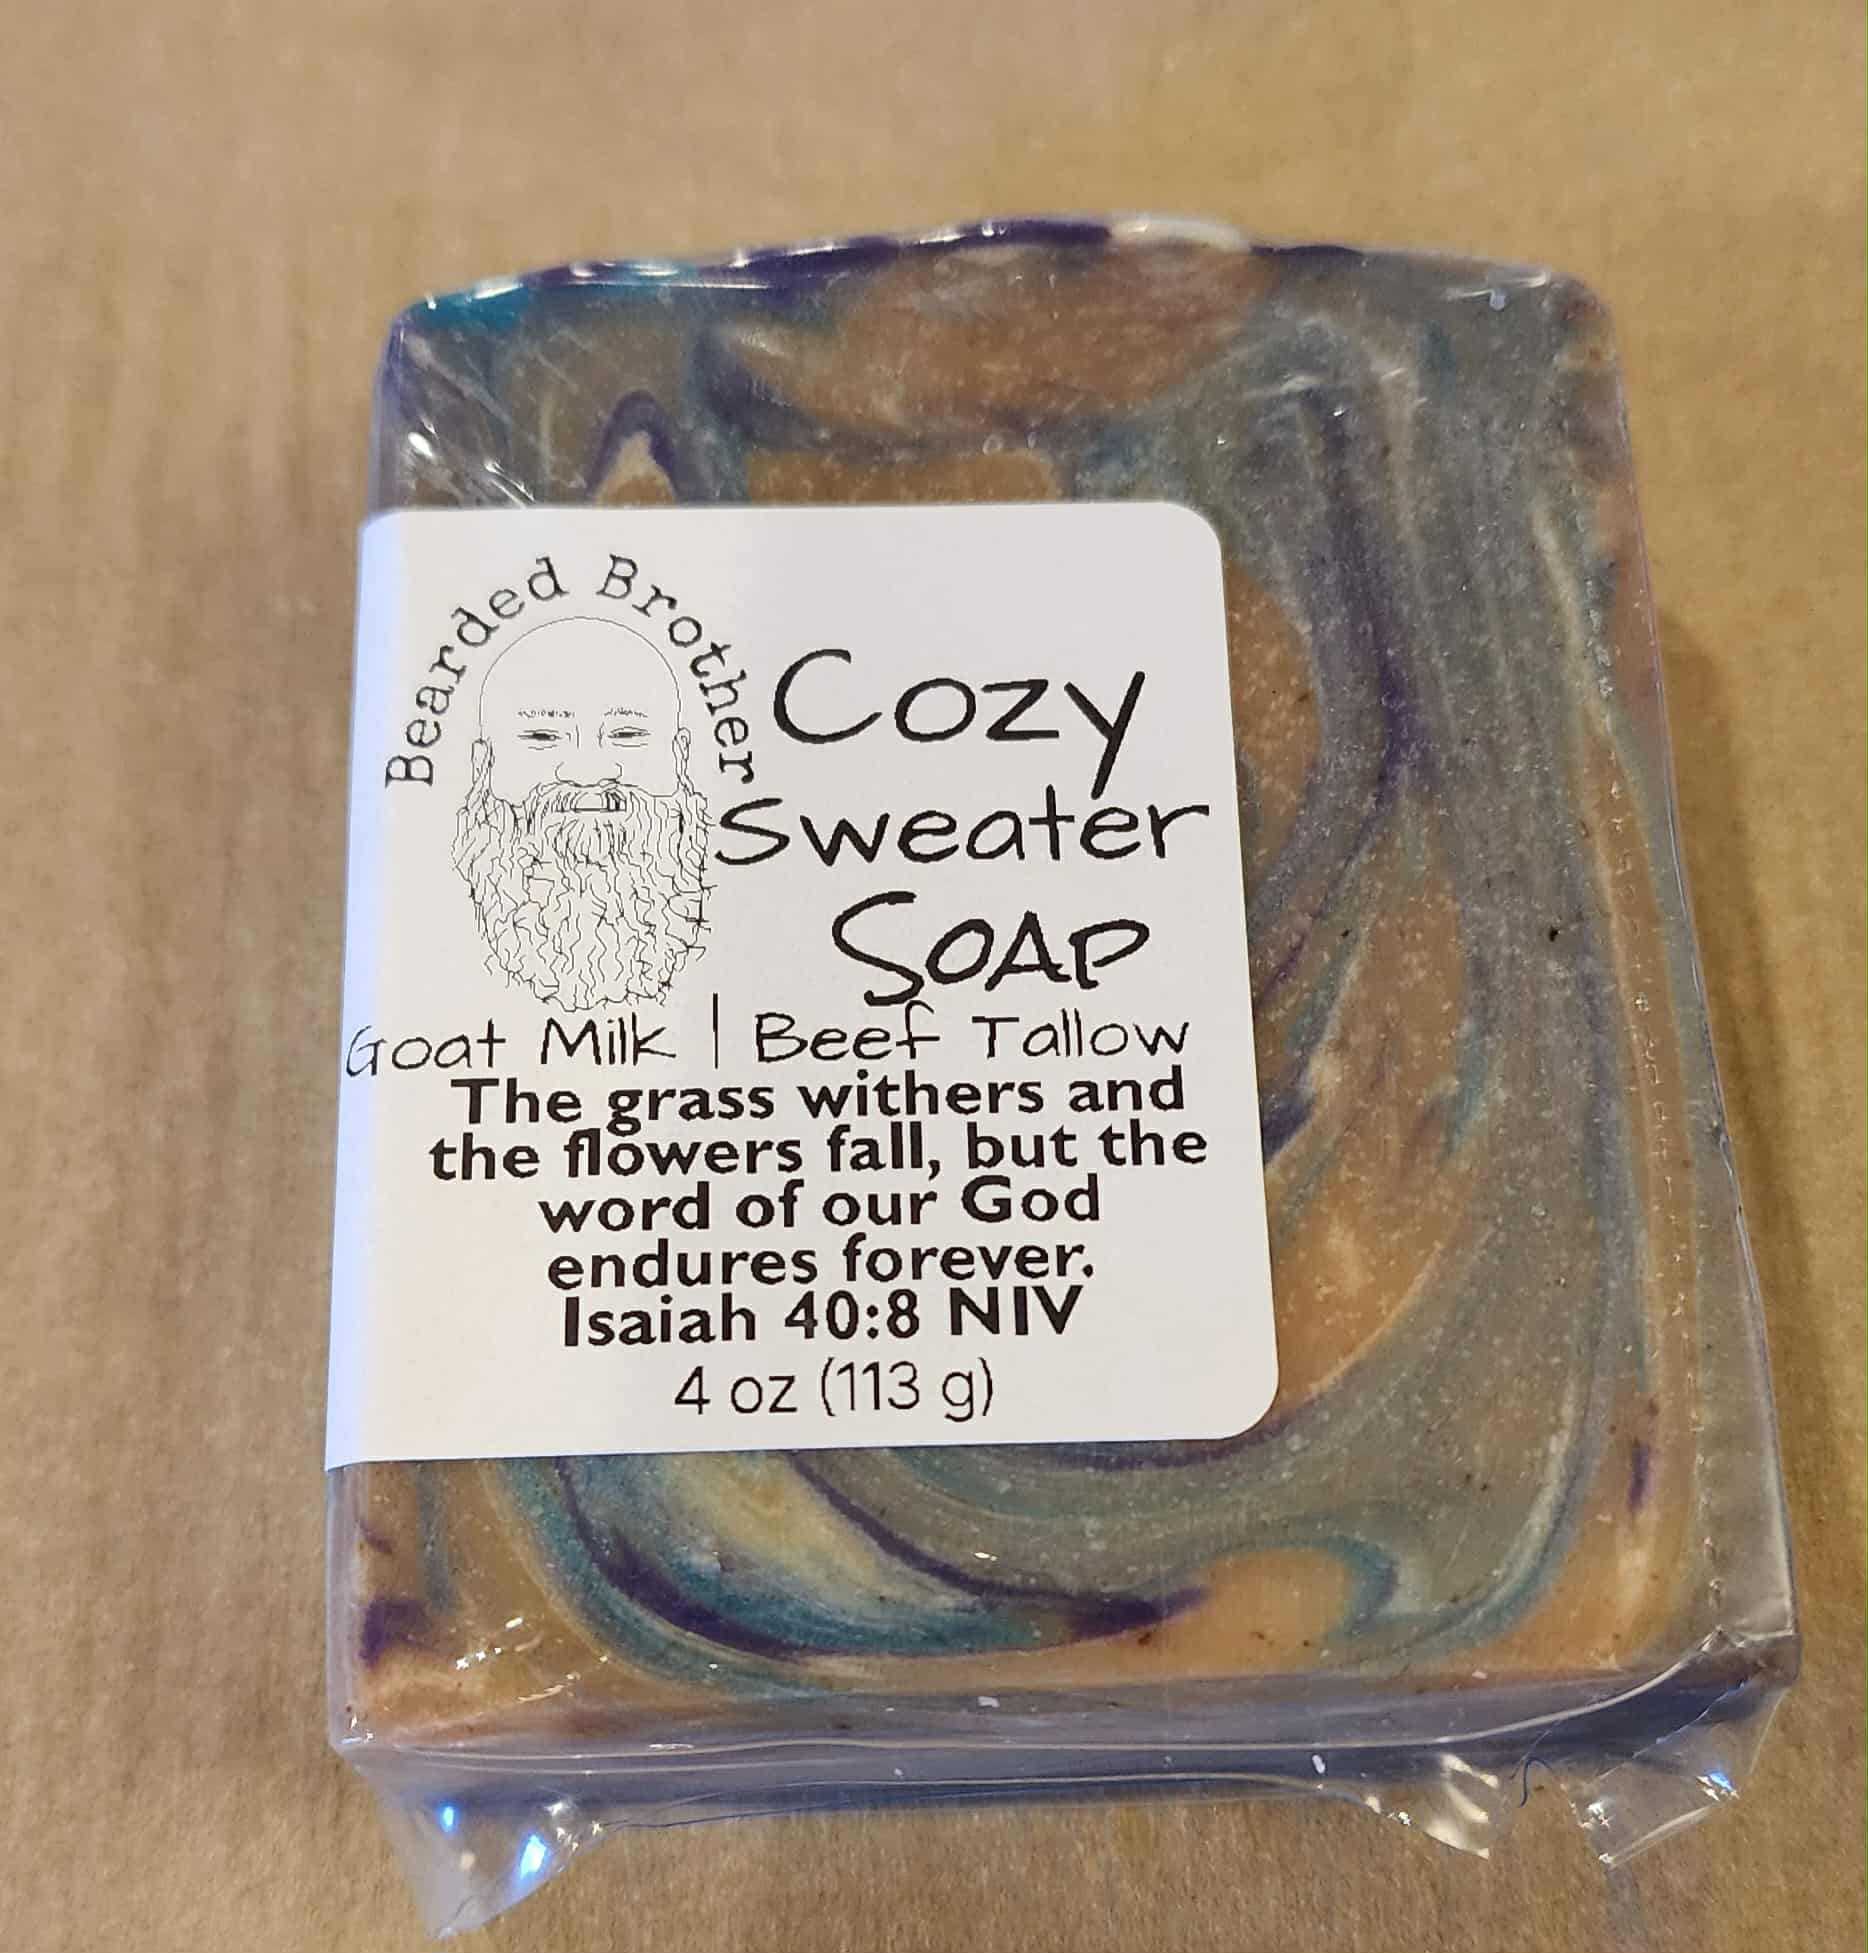 Bearded Brother
Cozy
Sweater
SOAP
Goat Milk | Beef Tallow
The grass withers and
the flowers fall, but the
word of our God
endures forever.
Isaiah 40:8 NIV
4 oz (113 g)